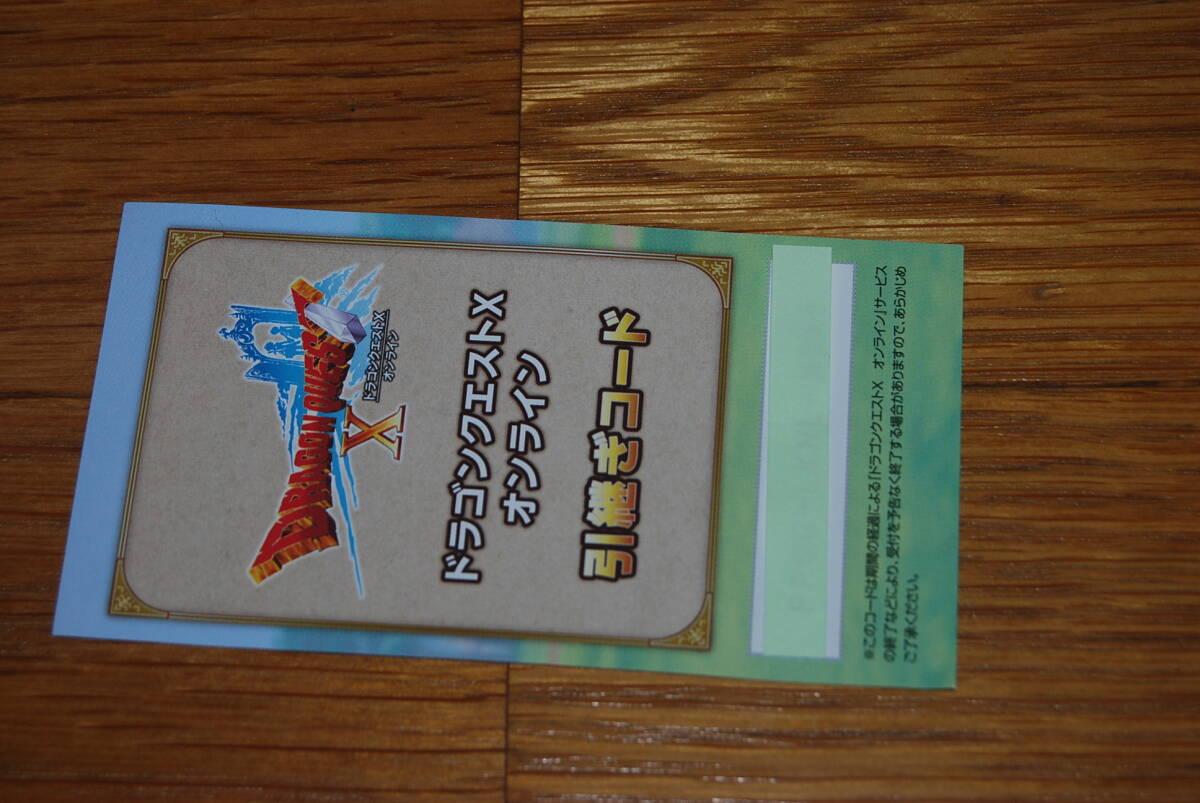 DRAGON QUEST
X
ドラゴンクエストX
オンライン
ドラゴンクエストX
オンライン
引継ぎコード
※このコードは期間の経過による「ドラゴンクエストX オンライン」サービス
の終了などにより、受付を予告なく終了する場合がありますので、あらかじめ
ご了承ください。